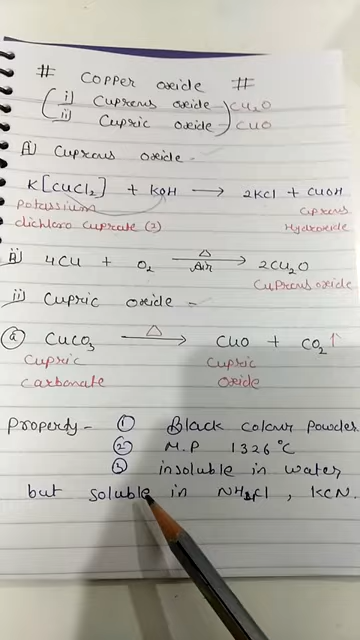 # Copper oxide #
i) Cuprous oxide Cu₂O
ii) Cupric oxide CuO
A) Cuprous oxide -
K[CuCl₂] + KOH → 2KCl + CuOH
potassium Cuprous
dichloro cuprate (2) Hydroxide
4Cu + O₂ △ Air → 2Cu₂O
Cuprous oxide
ii) Cupric oxide -
a CuCO₃ △ → CuO + CO₂↑
Cupric Cupric
carbonate oxide
Property - 1 Black colour powder
2 M.P 1326 °C
3 insoluble in water
but soluble in NH₄Cl, KCN